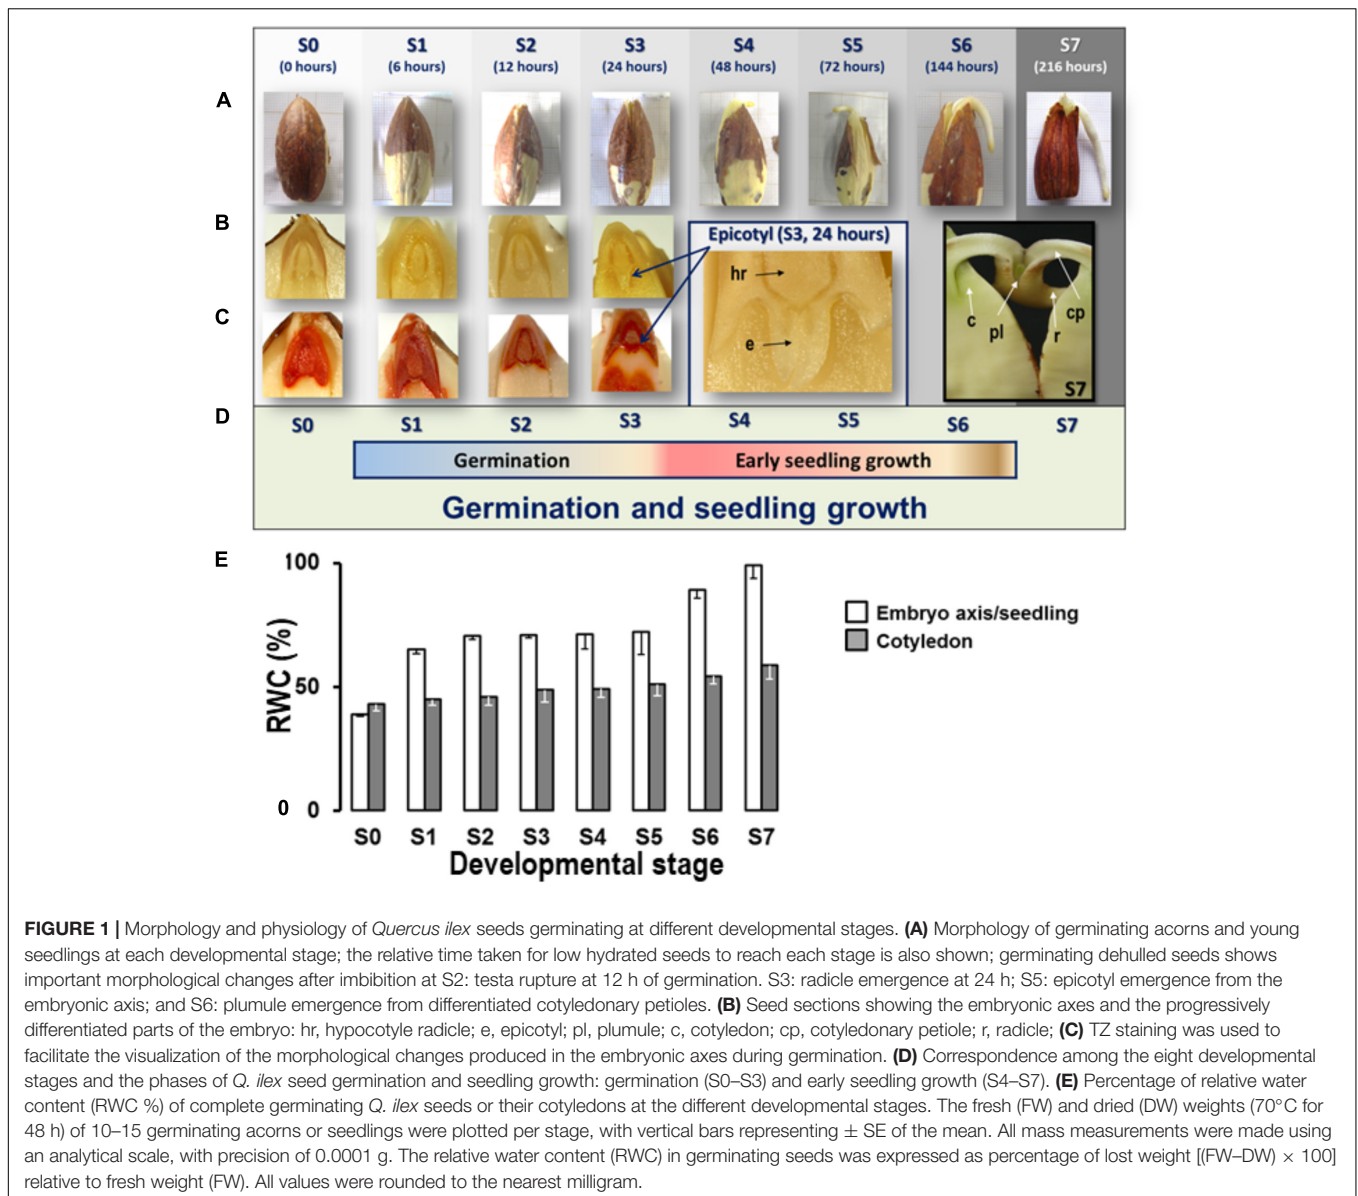 S0 S1 S2 S3 S4 S5 S6 S7
(0 hours) (6 hours) (12 hours) (24 hours) (48 hours) (72 hours) (144 hours) (216 hours)
A
B
Epicotyl (S3, 24 hours)
hr
e
c pl r cp
S7
C
D
S0 S1 S2 S3 S4 S5 S6 S7
Germination Early seedling growth
Germination and seedling growth
E
100
50
0 0
RWC (%)
Embryo axis/seedling
Cotyledon
S0 S1 S2 S3 S4 S5 S6 S7
Developmental stage
FIGURE 1 | Morphology and physiology of Quercus ilex seeds germinating at different developmental stages. (A) Morphology of germinating acorns and young
seedlings at each developmental stage; the relative time taken for low hydrated seeds to reach each stage is also shown; germinating dehulled seeds shows
important morphological changes after imbibition at S2: testa rupture at 12 h of germination. S3: radicle emergence at 24 h; S5: epicotyl emergence from the
embryonic axis; and S6: plumule emergence from differentiated cotyledonary petioles. (B) Seed sections showing the embryonic axes and the progressively
differentiated parts of the embryo: hr, hypocotyle radicle; e, epicotyl; pl, plumule; c, cotyledon; cp, cotyledonary petiole; r, radicle; (C) TZ staining was used to
facilitate the visualization of the morphological changes produced in the embryonic axes during germination. (D) Correspondence among the eight developmental
stages and the phases of Q. ilex seed germination and seedling growth: germination (S0–S3) and early seedling growth (S4–S7). (E) Percentage of relative water
content (RWC %) of complete germinating Q. ilex seeds or their cotyledons at the different developmental stages. The fresh (FW) and dried (DW) weights (70°C for
48 h) of 10–15 germinating acorns or seedlings were plotted per stage, with vertical bars representing ± SE of the mean. All mass measurements were made using
an analytical scale, with precision of 0.0001 g. The relative water content (RWC) in germinating seeds was expressed as percentage of lost weight [(FW–DW) × 100]
relative to fresh weight (FW). All values were rounded to the nearest milligram.